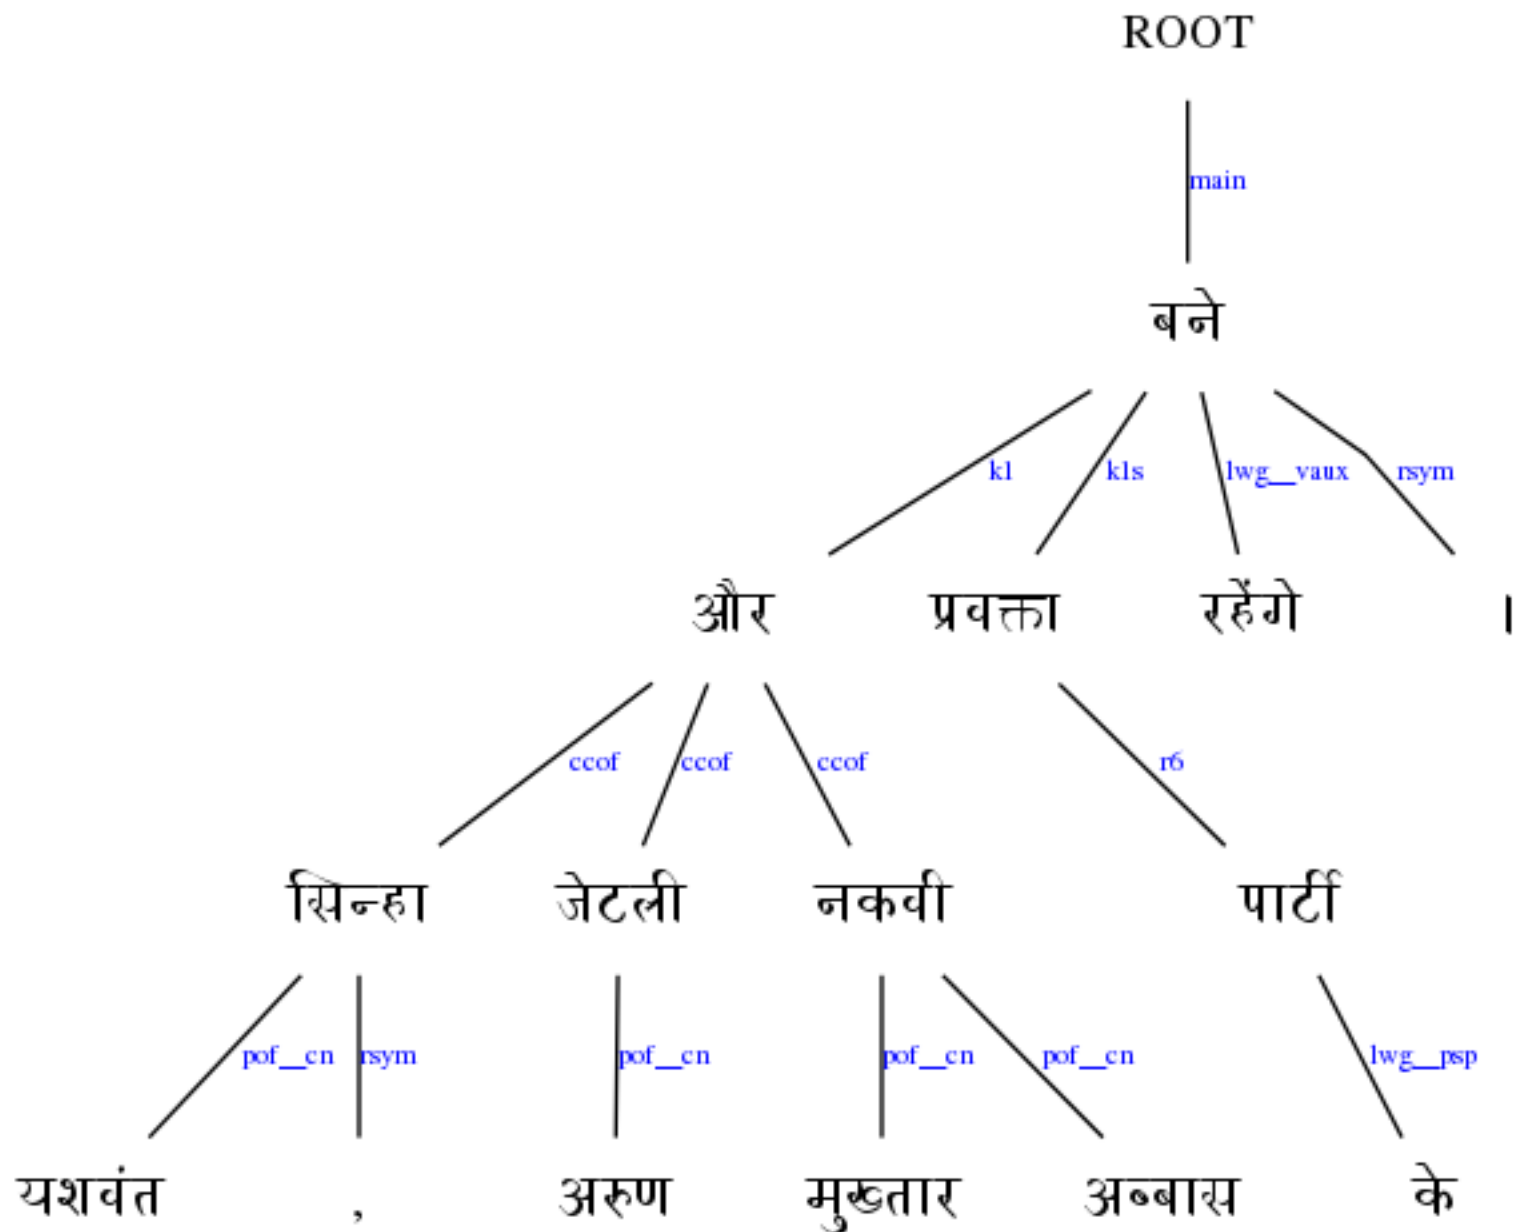 ROOT
main
बने
k1 k1s lwg__vaux rsym
और प्रवक्ता रहेंगे ।
ccof ccof ccof r6
सिन्हा जेटली नकवी पार्टी
pof__cn rsym pof__cn pof__cn pof__cn lwg__psp
यशवंत , अरुण मुख्तार अब्बास के